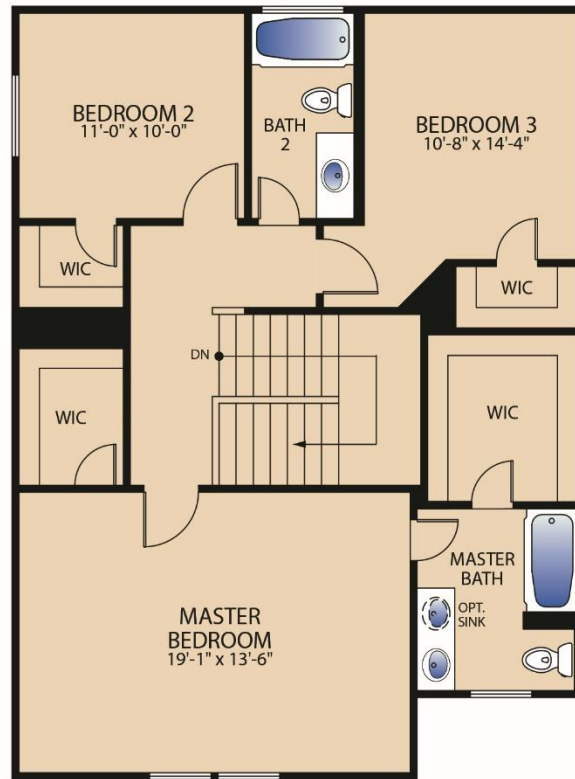 BEDROOM 2
11'-0" x 10'-0"
BATH
2
BEDROOM 3
10'-8" x 14'-4"
WIC
WIC
DN
WIC
WIC
MASTER
BATH
OPT.
SINK
MASTER
BEDROOM
19'-1" x 13'-6"